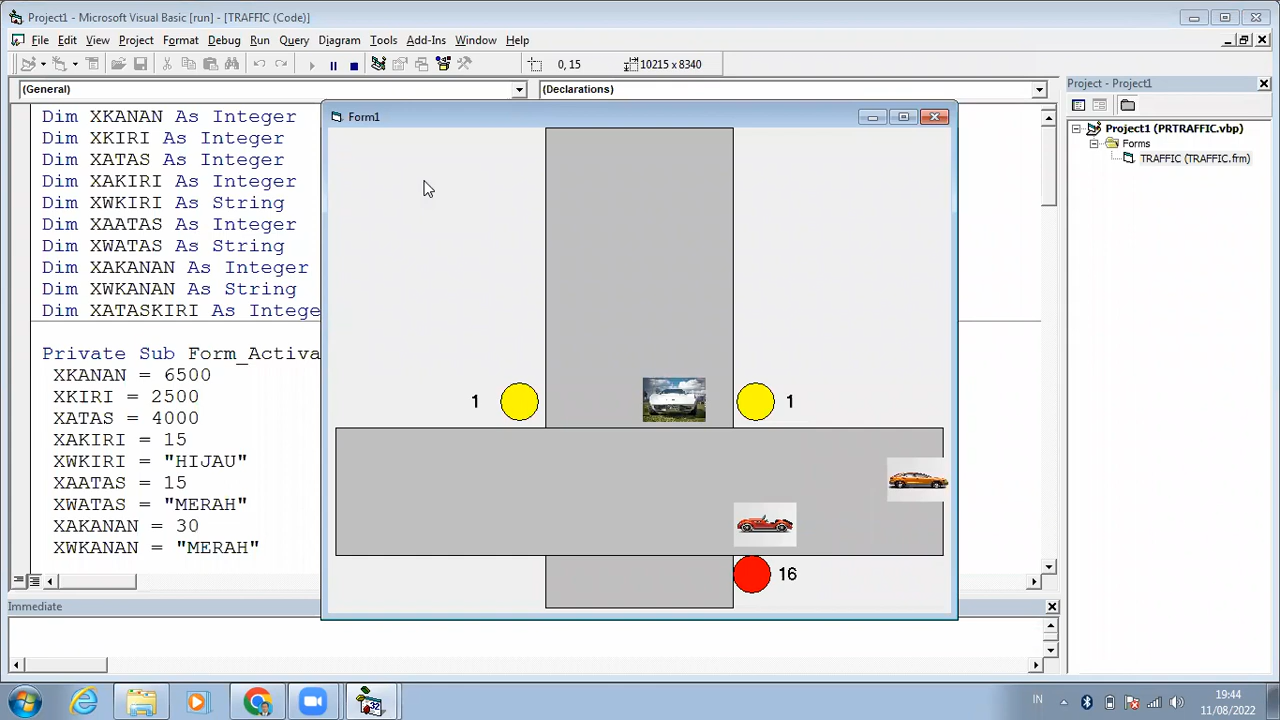 Project1 - Microsoft Visual Basic [run] - [TRAFFIC (Code)]
File Edit View Project Format Debug Run Query Diagram Tools Add-Ins Window Help
0, 15 10215 x 8340
(General) (Declarations)
Project - Project1
Project1 (PRTRAFFIC.vbp)
Forms
TRAFFIC (TRAFFIC.frm)
Dim XKANAN As Integer
Dim XKIRI As Integer
Dim XATAS As Integer
Dim XAKIRI As Integer
Dim XWKIRI As String
Dim XAATAS As Integer
Dim XWATAS As String
Dim XAKANAN As Integer
Dim XWKANAN As String
Dim XATASKIRI As Intege
Private Sub Form_Activa
XKANAN = 6500
XKIRI = 2500
XATAS = 4000
XAKIRI = 15
XWKIRI = "HIJAU"
XAATAS = 15
XWATAS = "MERAH"
XAKANAN = 30
XWKANAN = "MERAH"
Form1
1
1
16
Immediate
32
IN
19:44
11/08/2022